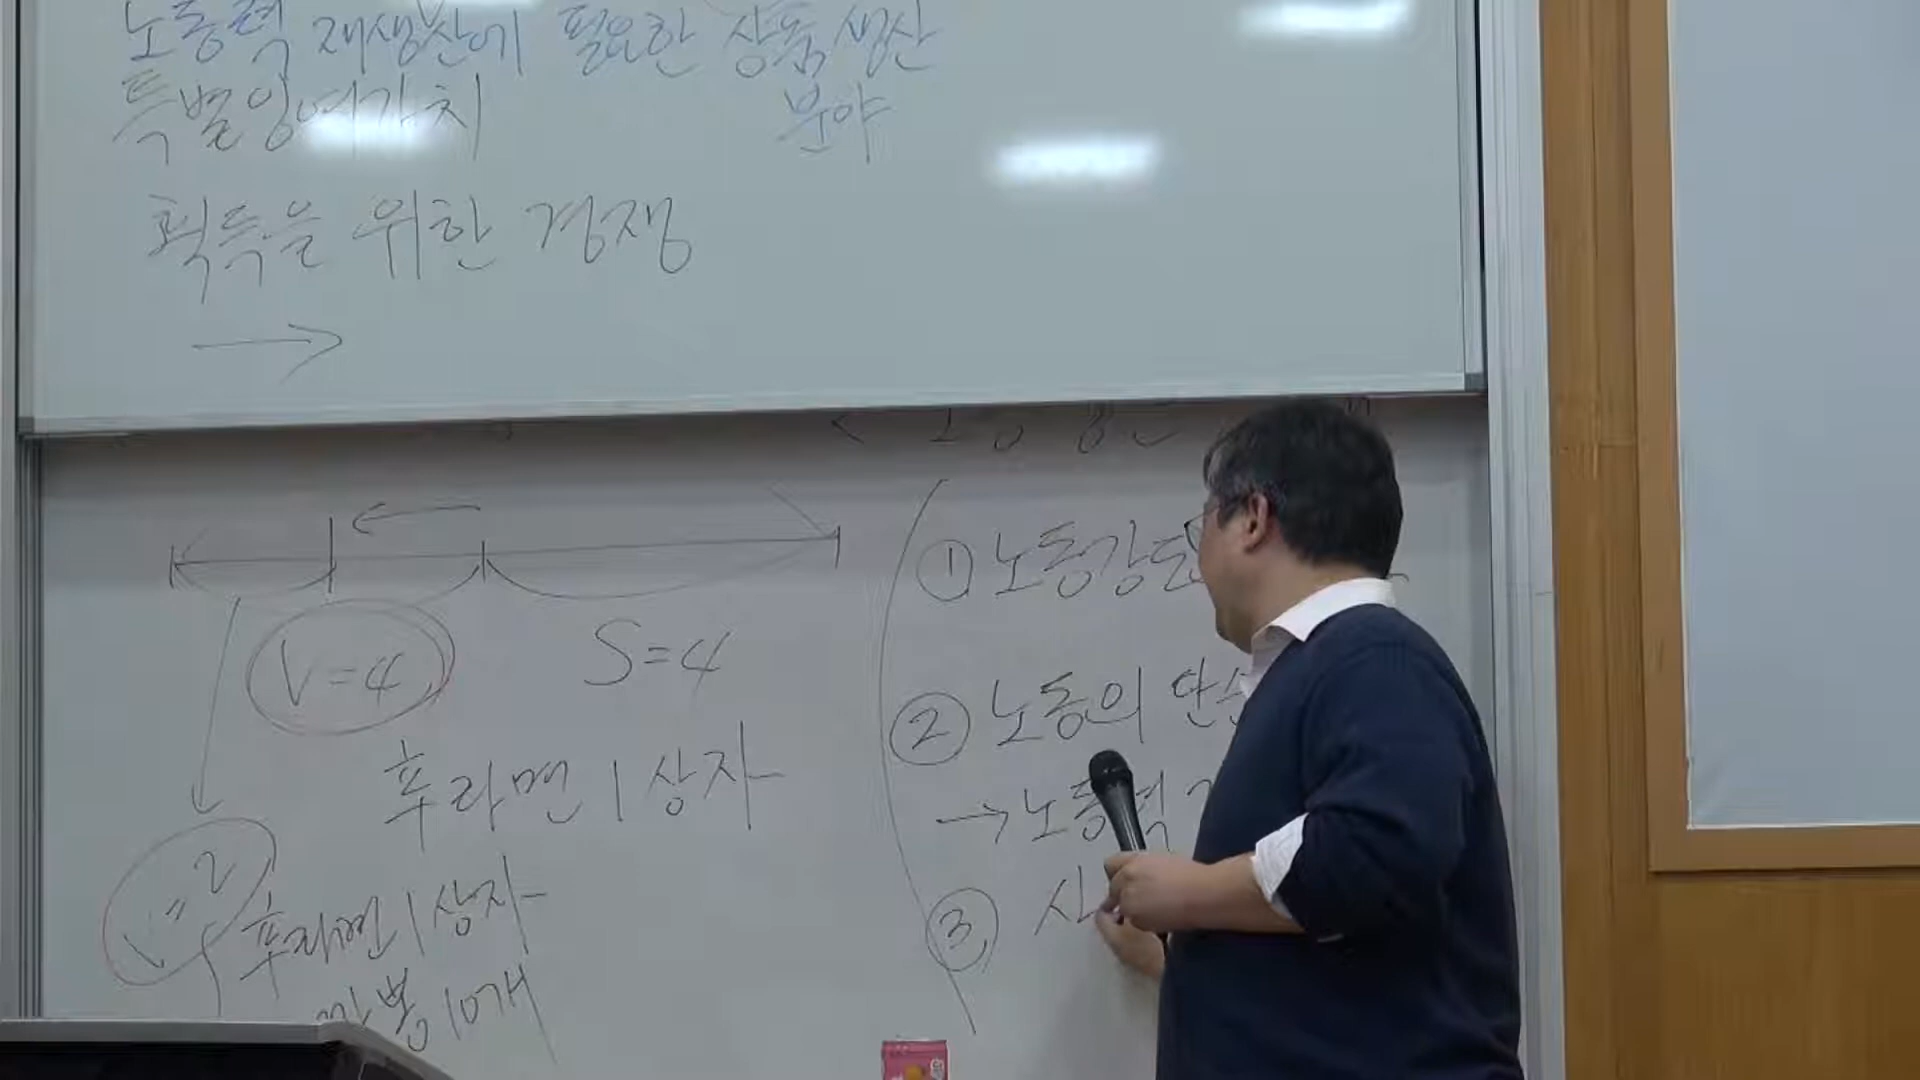 노동력 재생산에 필요한 상품 생산
특별잉여가치 분야
획득을 위한 경쟁
→
V=4
S=4
후라면 1상자
2
후라면 1상자
10개
① 노동강도
② 노동의 단순
→ 노동력
③